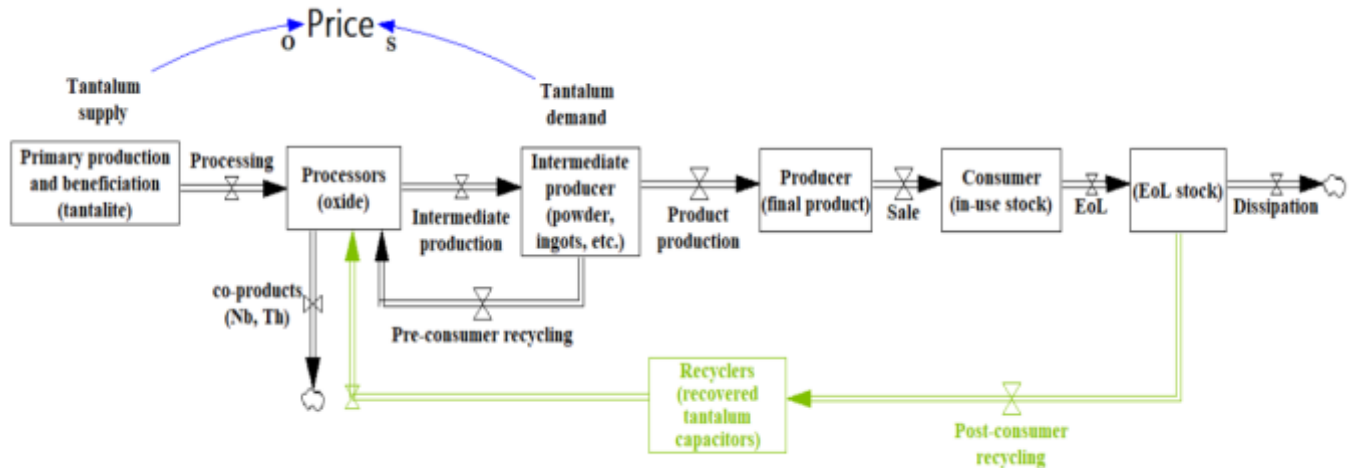 Price
O
S
Tantalum
supply
Tantalum
demand
Primary production
and beneficiation
(tantalite)
Processing
Processors
(oxide)
Intermediate
production
Intermediate
producer
(powder,
ingots, etc.)
Product
production
Producer
(final product)
Sale
Consumer
(in-use stock)
EoL
(EoL stock)
Dissipation
co-products
(Nb, Th)
Pre-consumer recycling
Recyclers
(recovered
tantalum
capacitors)
Post-consumer
recycling